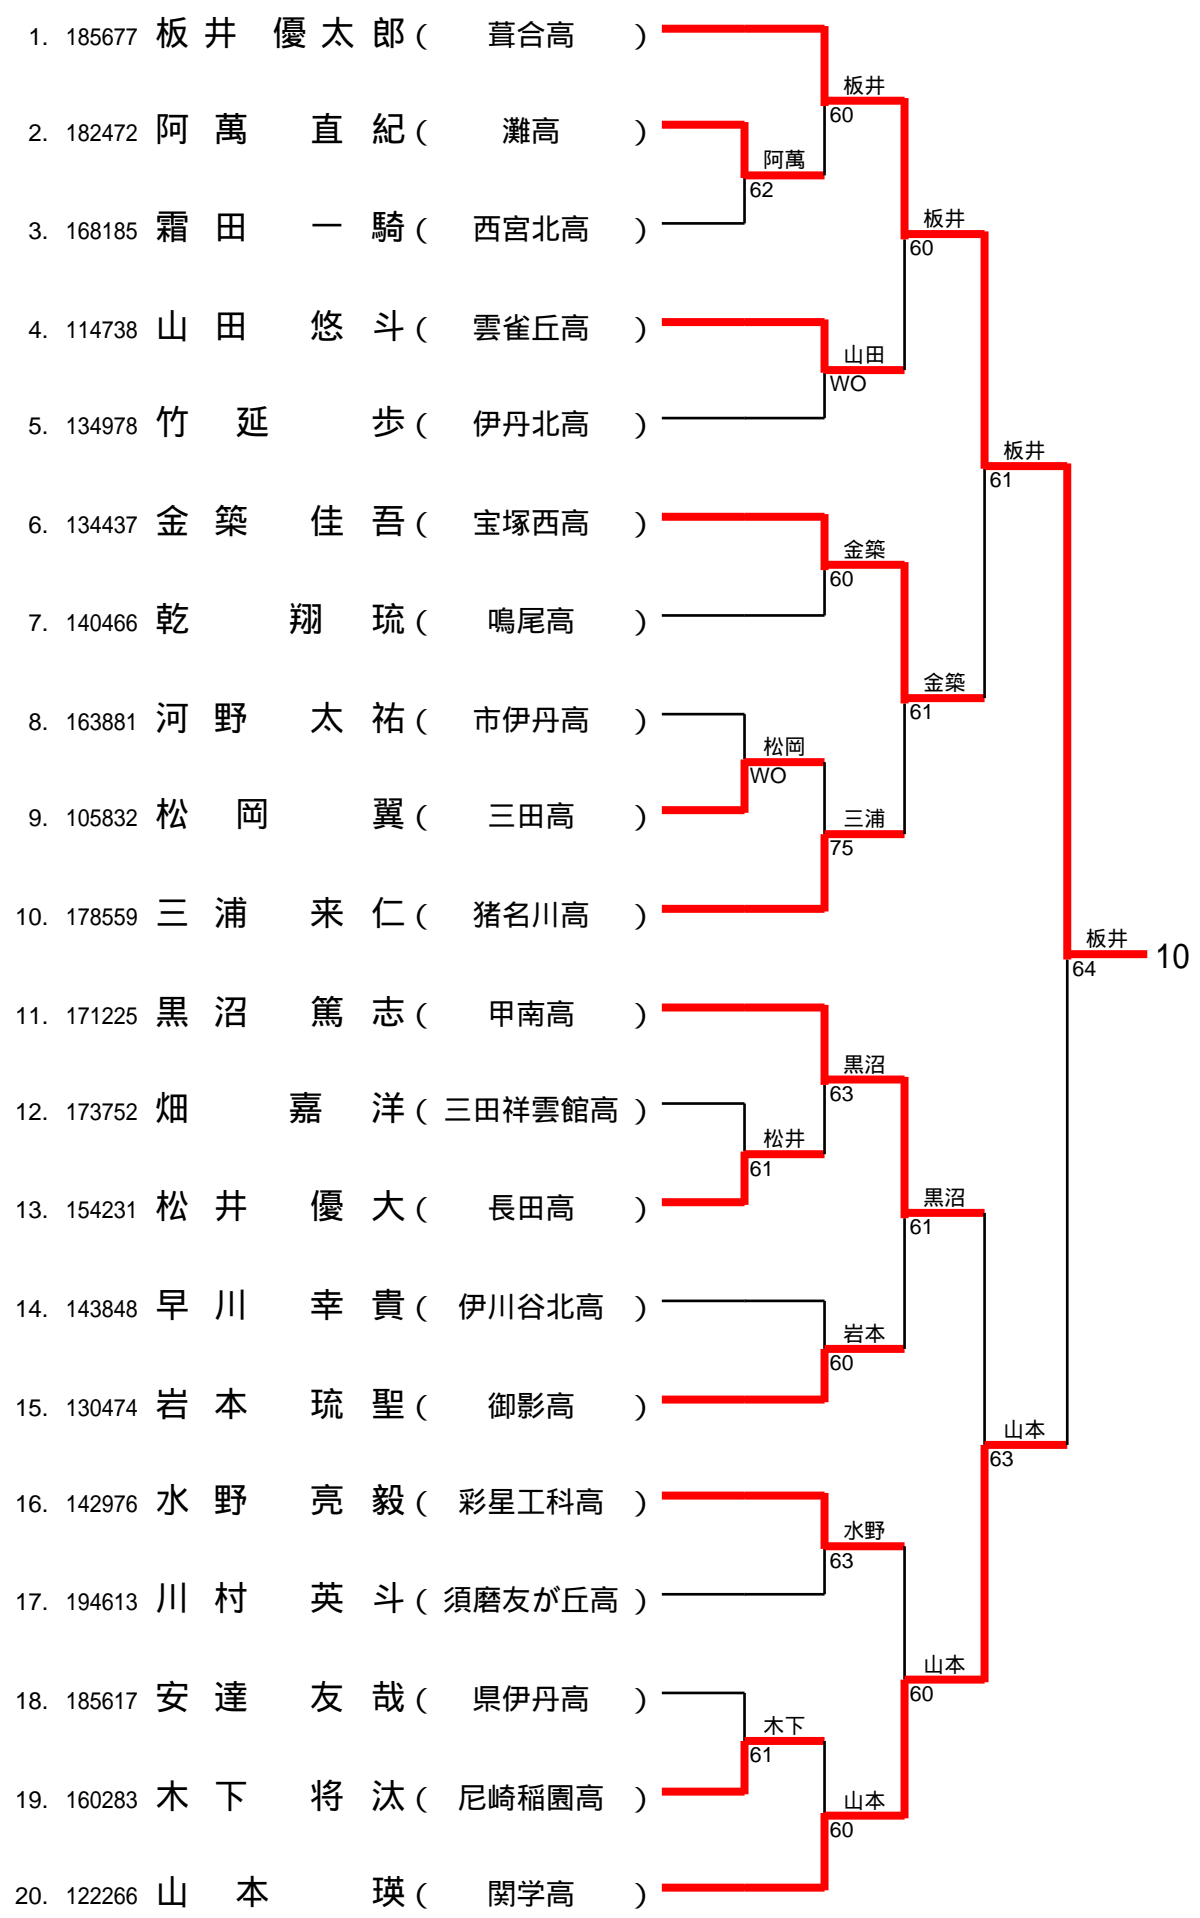 1. 185677 板井 優太郎 ( 葺合高 )
板井
60
2. 182472 阿萬 直紀 ( 灘高 )
阿萬
62
3. 168185 霜田 一騎 ( 西宮北高 )
板井
60
4. 114738 山田 悠斗 ( 雲雀丘高 )
山田
WO
5. 134978 竹延 歩 ( 伊丹北高 )
板井
61
6. 134437 金築 佳吾 ( 宝塚西高 )
金築
60
7. 140466 乾 翔琉 ( 鳴尾高 )
金築
61
8. 163881 河野 太祐 ( 市伊丹高 )
松岡
WO
9. 105832 松岡 翼 ( 三田高 )
三浦
75
10. 178559 三浦 来仁 ( 猪名川高 )
板井
64
10
11. 171225 黒沼 篤志 ( 甲南高 )
黒沼
63
12. 173752 畑 嘉洋 ( 三田祥雲館高 )
松井
61
13. 154231 松井 優大 ( 長田高 )
黒沼
61
14. 143848 早川 幸貴 ( 伊川谷北高 )
岩本
60
15. 130474 岩本 琉聖 ( 御影高 )
山本
63
16. 142976 水野 亮毅 ( 彩星工科高 )
水野
63
17. 194613 川村 英斗 ( 須磨友が丘高 )
山本
60
18. 185617 安達 友哉 ( 県伊丹高 )
木下
61
19. 160283 木下 将汰 ( 尼崎稲園高 )
山本
60
20. 122266 山本 瑛 ( 関学高 )